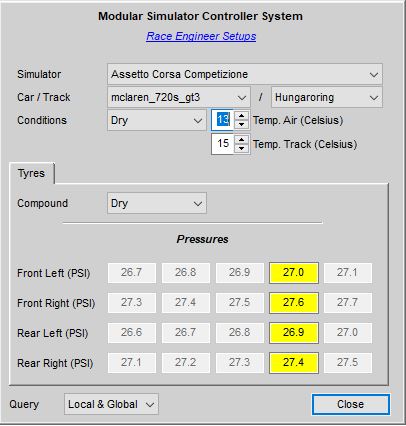 Modular Simulator Controller System
Race Engineer Setups
Simulator Assetto Corsa Competizione
Car / Track mclaren_720s_gt3 / Hungaroring
Conditions Dry 13 Temp. Air (Celsius)
15 Temp. Track (Celsius)
Tyres
Compound Dry
Pressures
Front Left (PSI) 26.7 26.8 26.9 27.0 27.1
Front Right (PSI) 27.3 27.4 27.5 27.6 27.7
Rear Left (PSI) 26.6 26.7 26.8 26.9 27.0
Rear Right (PSI) 27.1 27.2 27.3 27.4 27.5
Query Local & Global Close